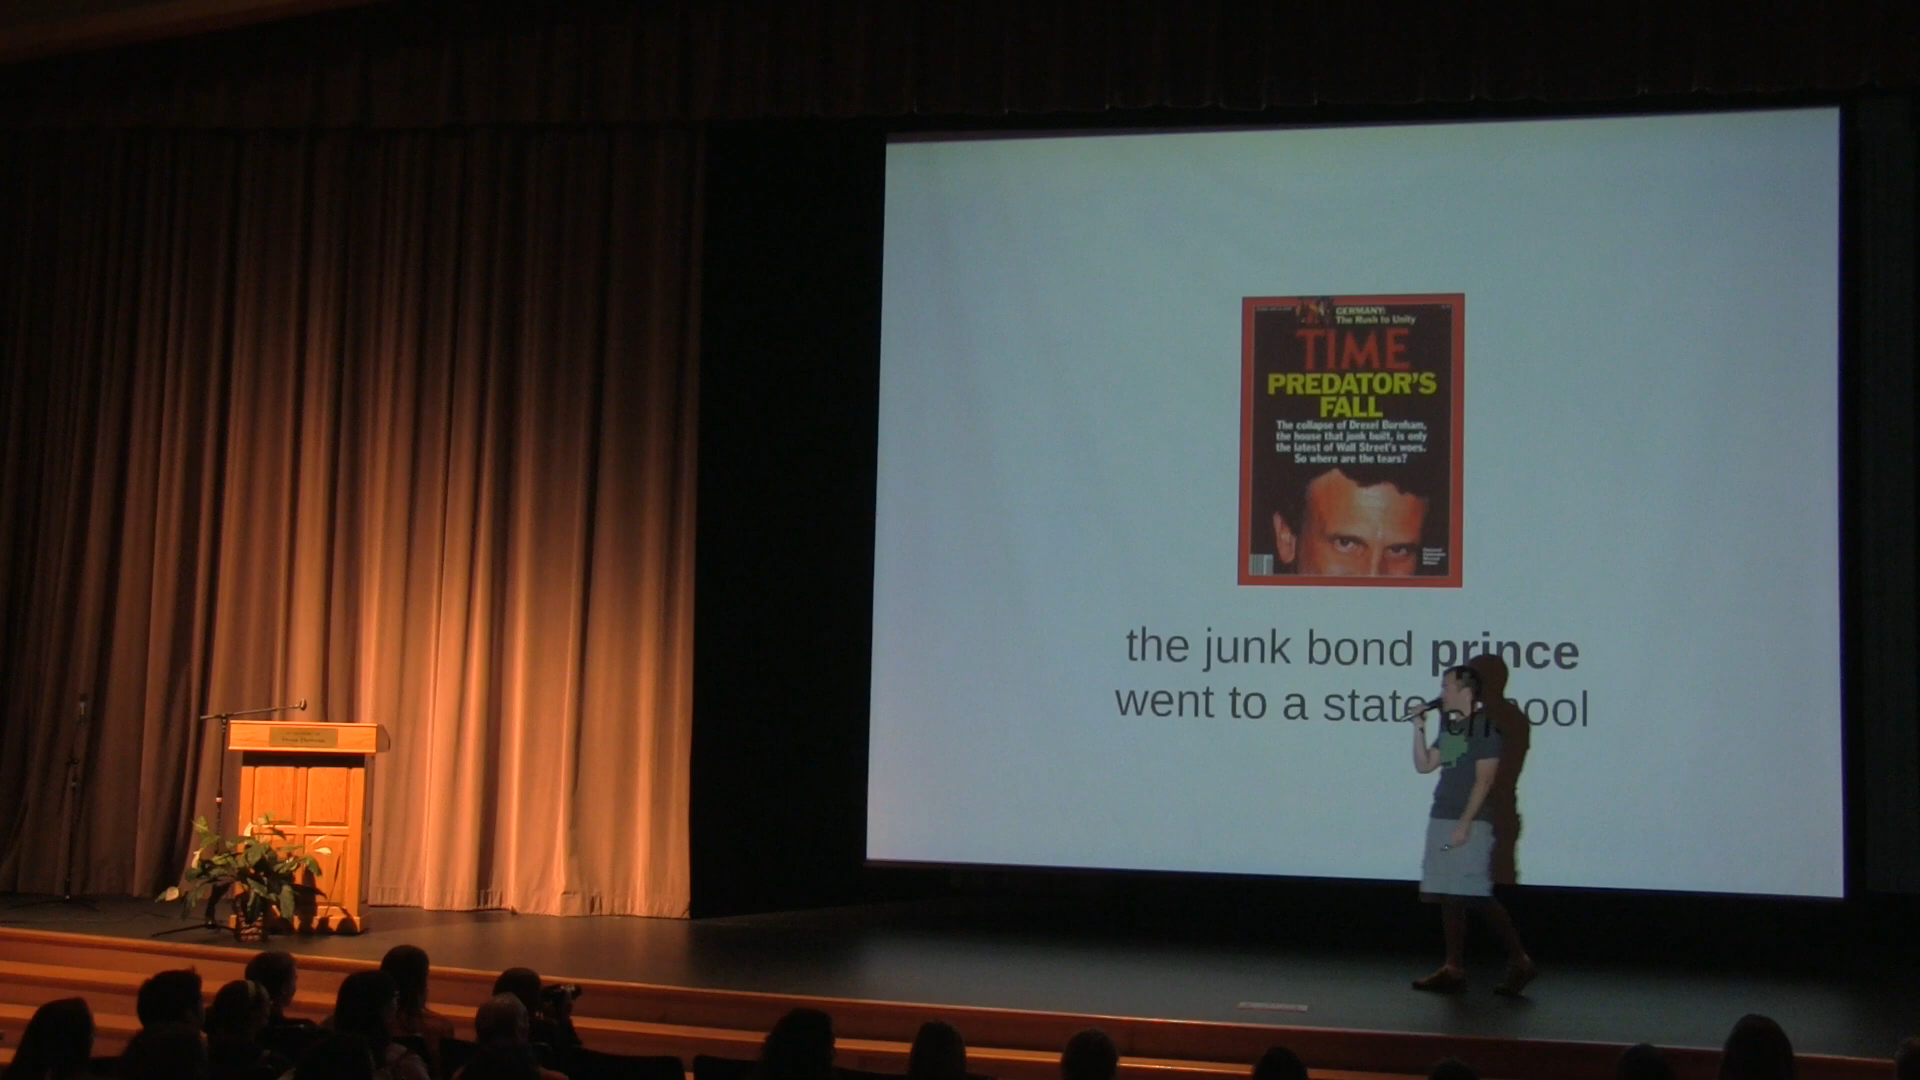 GERMANY:
The Rush to Unity
TIME
PREDATOR'S
FALL
The collapse of Drexel Burnham,
the house that junk built, is only
the latest of Wall Street's woes.
So where are the tears?
the junk bond prince
went to a state school